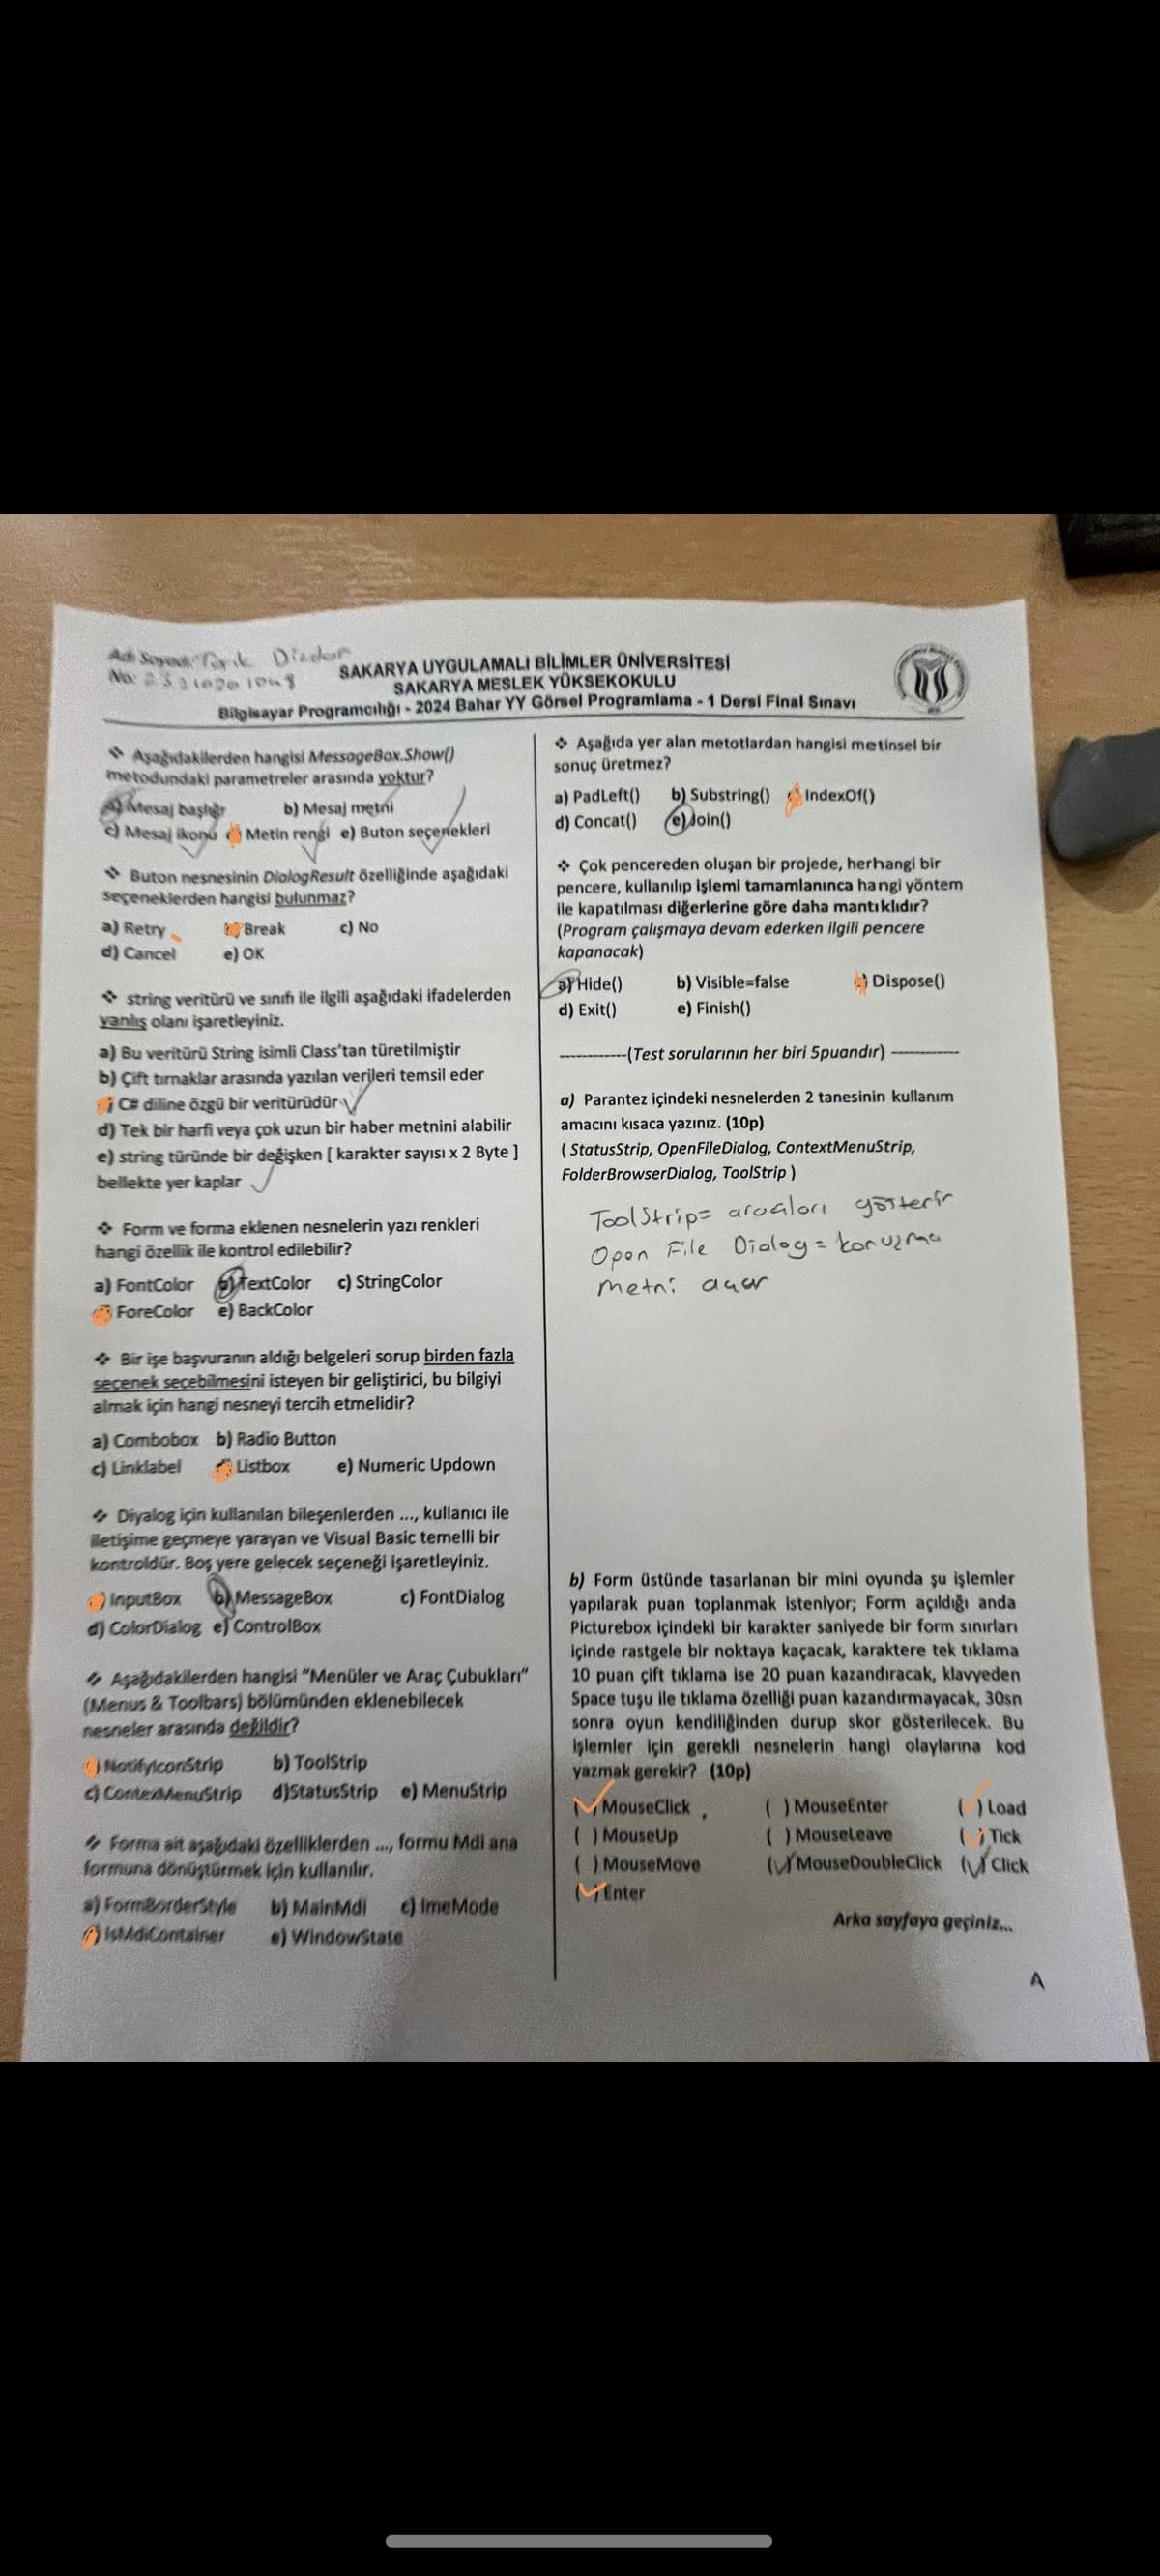 Adı Soyadı: Dizdar
No:
SAKARYA UYGULAMALI BİLİMLER ÜNİVERSİTESİ
SAKARYA MESLEK YÜKSEKOKULU
Bilgisayar Programcılığı - 2024 Bahar YY Görsel Programlama - 1 Dersi Final Sınavı
❖ Aşağıdakilerden hangisi MessageBox.Show()
metodundaki parametreler arasında yoktur?
a) Mesaj başlığı b) Mesaj metni
c) Mesaj ikonu Metin rengi e) Buton seçenekleri
❖ Buton nesnesinin DialogResult özelliğinde aşağıdaki
seçeneklerden hangisi bulunmaz?
a) Retry Break c) No
d) Cancel e) OK
❖ string veritürü ve sınıfı ile ilgili aşağıdaki ifadelerden
yanlış olanı işaretleyiniz.
a) Bu veritürü String isimli Class'tan türetilmiştir
b) Çift tırnaklar arasında yazılan verileri temsil eder
C# diline özgü bir veritürüdür
d) Tek bir harfi veya çok uzun bir haber metnini alabilir
e) string türünde bir değişken [ karakter sayısı x 2 Byte ]
bellekte yer kaplar
❖ Form ve forma eklenen nesnelerin yazı renkleri
hangi özellik ile kontrol edilebilir?
a) FontColor b) TextColor c) StringColor
ForeColor e) BackColor
❖ Bir işe başvuranın aldığı belgeleri sorup birden fazla
seçenek seçebilmesini isteyen bir geliştirici, bu bilgiyi
almak için hangi nesneyi tercih etmelidir?
a) Combobox b) Radio Button
c) Linklabel Listbox e) Numeric Updown
❖ Diyalog için kullanılan bileşenlerden ..., kullanıcı ile
iletişime geçmeye yarayan ve Visual Basic temelli bir
kontroldür. Boş yere gelecek seçeneği işaretleyiniz.
InputBox b) MessageBox c) FontDialog
d) ColorDialog e) ControlBox
❖ Aşağıdakilerden hangisi "Menüler ve Araç Çubukları"
(Menus & Toolbars) bölümünden eklenebilecek
nesneler arasında değildir?
NotifyIconStrip b) ToolStrip
c) ContexMenuStrip d)StatusStrip e) MenuStrip
❖ Forma ait aşağıdaki özelliklerden ..., formu Mdi ana
formuna dönüştürmek için kullanılır.
a) FormBorderStyle b) MainMdi c) ImeMode
IsMdiContainer e) WindowState
❖ Aşağıda yer alan metotlardan hangisi metinsel bir
sonuç üretmez?
a) PadLeft() b) Substring() IndexOf()
d) Concat() e) Join()
❖ Çok pencereden oluşan bir projede, herhangi bir
pencere, kullanılıp işlemi tamamlanınca hangi yöntem
ile kapatılması diğerlerine göre daha mantıklıdır?
(Program çalışmaya devam ederken ilgili pencere
kapanacak)
a) Hide() b) Visible=false Dispose()
d) Exit() e) Finish()
------------(Test sorularının her biri 5puandır) ------------
a) Parantez içindeki nesnelerden 2 tanesinin kullanım
amacını kısaca yazınız. (10p)
( StatusStrip, OpenFileDialog, ContextMenuStrip,
FolderBrowserDialog, ToolStrip )
ToolStrip= gösterir
Open File Dialog = konuşma
metni açar
b) Form üstünde tasarlanan bir mini oyunda şu işlemler
yapılarak puan toplanmak isteniyor; Form açıldığı anda
Picturebox içindeki bir karakter saniyede bir form sınırları
içinde rastgele bir noktaya kaçacak, karaktere tek tıklama
10 puan çift tıklama ise 20 puan kazandıracak, klavyeden
Space tuşu ile tıklama özelliği puan kazandırmayacak, 30sn
sonra oyun kendiliğinden durup skor gösterilecek. Bu
işlemler için gerekli nesnelerin hangi olaylarına kod
yazmak gerekir? (10p)
(✓) MouseClick ( ) MouseEnter (✓) Load
( ) MouseUp ( ) MouseLeave (✓) Tick
( ) MouseMove (✓) MouseDoubleClick (✓) Click
(✓) Enter
Arka sayfaya geçiniz...
A